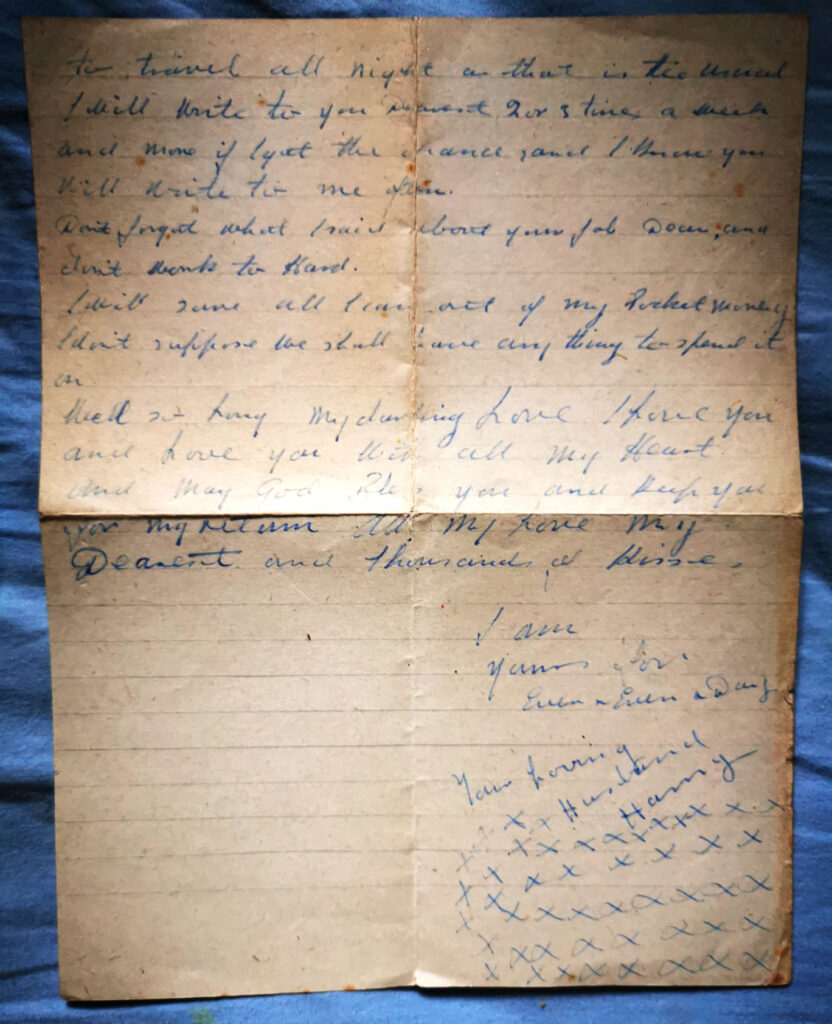 to travel all night as that is the usual
I will write to you Dearest 2 or 3 times a week
and more if I get the chance, and I know you
will write to me often.
Don't forget what I said about your Job Dear, and
don't work to Hard.
I will save all I can out of my Pocket money
I don't suppose we shall have any thing to spend it
on
Well so long My darling Love I Love you
and Love you with all my Heart
and May God Bless you and Keep you
for my return All My Love My
Dearest and thousands of Kisses.
I am
yours for
Ever & Ever & Day
Your Loving
x x x Husband
Harry
x x x x x x x x x x
x x x x x x x x x
x x x x x x x x x
x x x x x x x x
x x x x x x x x x